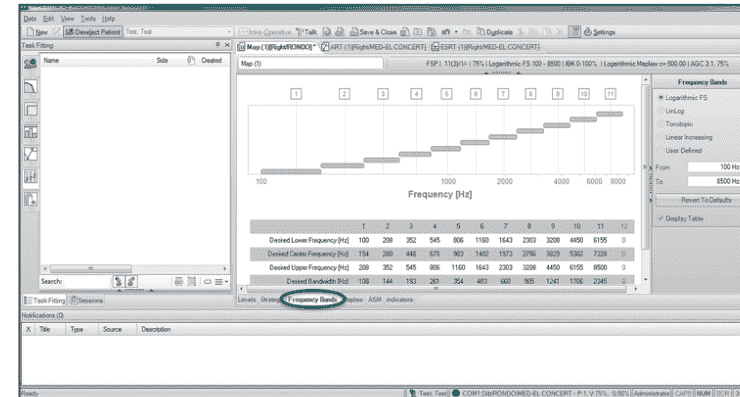 Data Edit View Tools Help
New Deselect Patient Test. Test Intra-Operative Talk Save & Close Duplicate Settings
Task Fitting
Map (1)[Right/RONDO]* ART (1)[Right/MED-EL CONCERT] ESRT (1)[Right/MED-EL CONCERT]
Name Side Created
Map (1) FSP | 11(3)/1/- | 75% | Logarithmic FS 100 - 8500 | IBK 0-100% | Logarithmic Maplaw c= 500.00 | AGC 3:1, 75%
Frequency Bands
Logarithmic FS
LinLog
Tonotopic
Linear Increasing
User Defined
From 100 Hz
To 8500 Hz
Revert To Defaults
Display Table
1 2 3 4 5 6 7 8 9 10 11
100 1000 2000 4000 6000 8000
Frequency [Hz]
1 2 3 4 5 6 7 8 9 10 11 12
Desired Lower Frequency [Hz] 100 208 352 545 806 1160 1643 2303 3208 4450 6155 0
Desired Center Frequency [Hz] 154 280 448 675 983 1402 1973 2756 3829 5302 7328 0
Desired Upper Frequency [Hz] 208 352 545 806 1160 1643 2303 3208 4450 6155 8500 0
Desired Bandwidth [Hz] 108 144 193 261 354 483 660 905 1241 1706 2345 0
Search:
Task Fitting Sessions
Levels Strategy Frequency Bands Maplaw ASM Indicators
Notifications (0)
X Title Type Source Description
Ready
Test. Test COM1:Dib(RONDO)MED-EL CONCERT - P:1, V:75%, S:50% Administrator CAPS NUM SCR